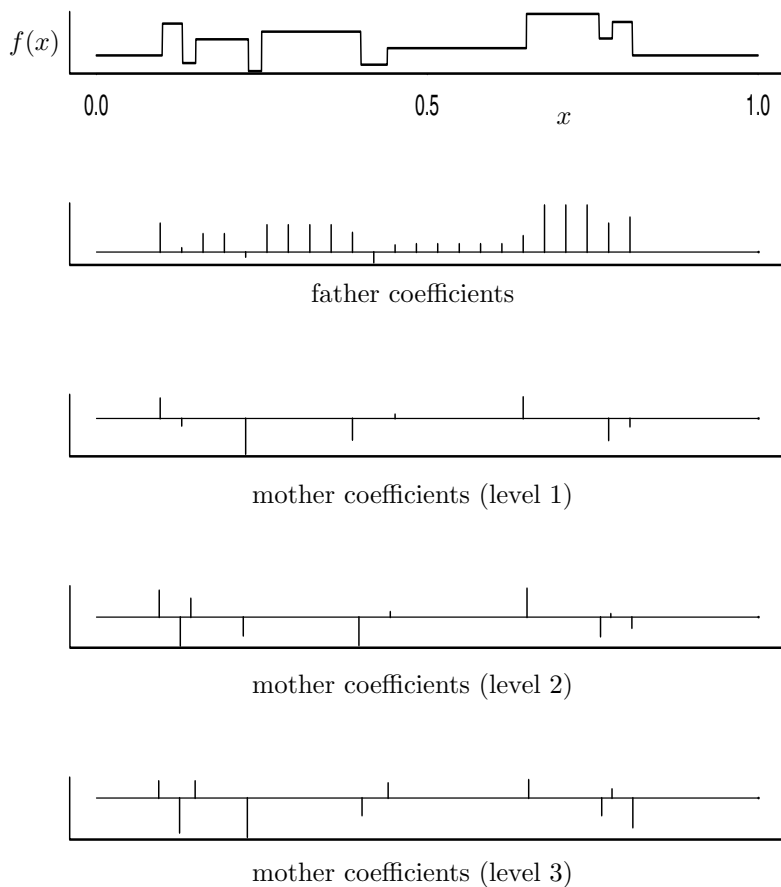 f(x)
0.0 0.5 1.0
x
father coefficients
mother coefficients (level 1)
mother coefficients (level 2)
mother coefficients (level 3)